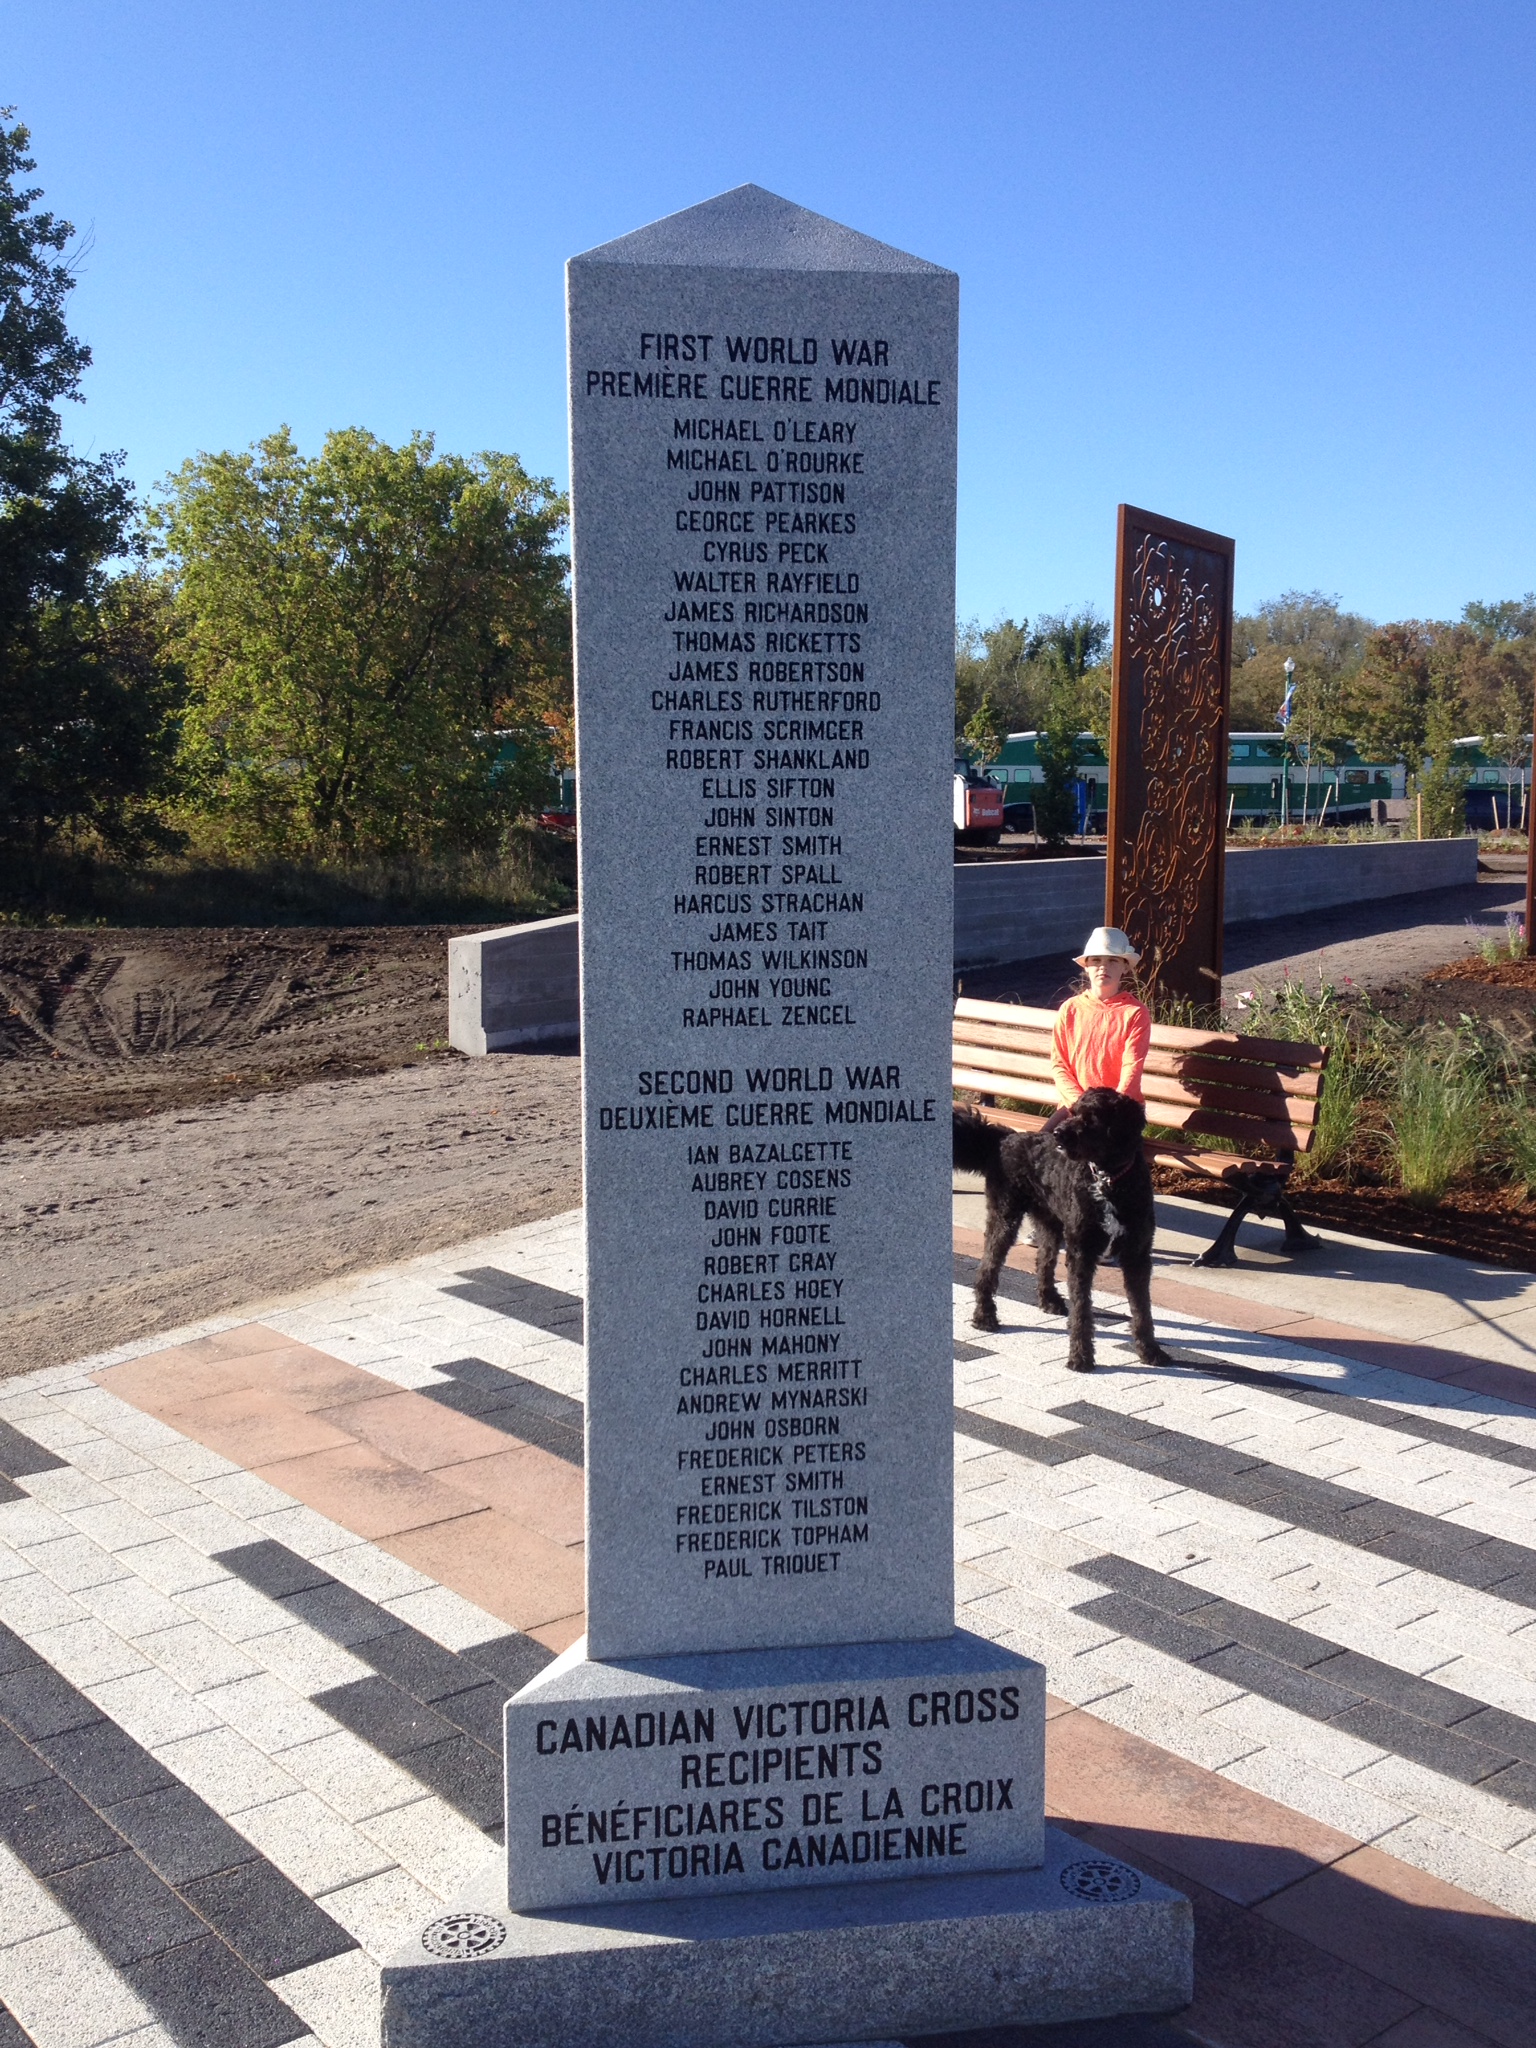 FIRST WORLD WAR
PREMIÈRE GUERRE MONDIALE
MICHAEL O'LEARY
MICHAEL O'ROURKE
JOHN PATTISON
GEORGE PEARKES
CYRUS PECK
WALTER RAYFIELD
JAMES RICHARDSON
THOMAS RICKETTS
JAMES ROBERTSON
CHARLES RUTHERFORD
FRANCIS SCRIMGER
ROBERT SHANKLAND
ELLIS SIFTON
JOHN SINTON
ERNEST SMITH
ROBERT SPALL
HARCUS STRACHAN
JAMES TAIT
THOMAS WILKINSON
JOHN YOUNG
RAPHAEL ZENGEL
SECOND WORLD WAR
DEUXIÈME GUERRE MONDIALE
IAN BAZALGETTE
AUBREY COSENS
DAVID CURRIE
JOHN FOOTE
ROBERT GRAY
CHARLES HOEY
DAVID HORNELL
JOHN MAHONY
CHARLES MERRITT
ANDREW MYNARSKI
JOHN OSBORN
FREDERICK PETERS
ERNEST SMITH
FREDERICK TILSTON
FREDERICK TOPHAM
PAUL TRIQUET
CANADIAN VICTORIA CROSS
RECIPIENTS
BÉNÉFICIARES DE LA CROIX
VICTORIA CANADIENNE
Bobcat